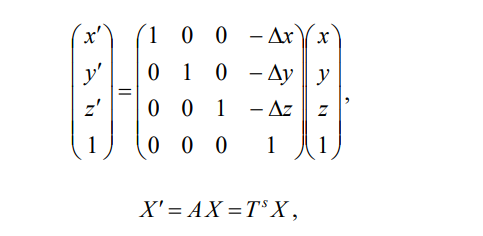 (x') (1 0 0 −Δx)(x)
(y') (0 1 0 −Δy)(y)
(z') = (0 0 1 −Δz)(z),
(1) (0 0 0 1)(1)
X' = AX = TˢX,